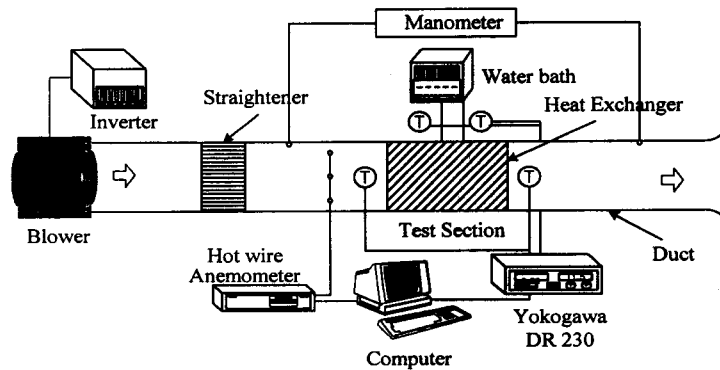 Manometer
Water bath
Straightener
Heat Exchanger
Inverter
T
T
T
T
Blower
Test Section
Duct
Hot wire
Anemometer
Yokogawa
DR 230
Computer